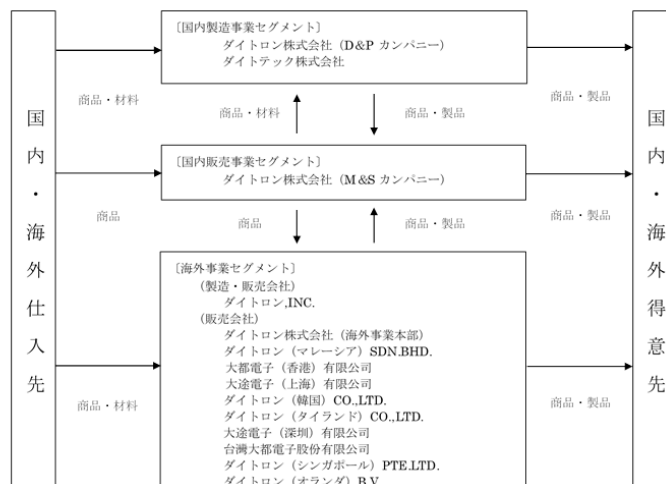 国内・海外仕入先
〔国内製造事業セグメント〕
ダイトロン株式会社（D&P カンパニー）
ダイトテック株式会社
商品・材料
商品・製品
商品・材料
商品・製品
〔国内販売事業セグメント〕
ダイトロン株式会社（M&S カンパニー）
商品
商品・製品
商品
商品・製品
〔海外事業セグメント〕
(製造・販売会社)
ダイトロン,INC.
(販売会社)
ダイトロン株式会社（海外事業本部）
ダイトロン（マレーシア）SDN.BHD.
大都電子（香港）有限公司
大途電子（上海）有限公司
ダイトロン（韓国）CO.,LTD.
ダイトロン（タイランド）CO.,LTD.
大途電子（深圳）有限公司
台灣大都電子股份有限公司
ダイトロン（シンガポール）PTE.LTD.
ダイトロン（オランダ）B.V.
商品・材料
商品・製品
国内・海外得意先